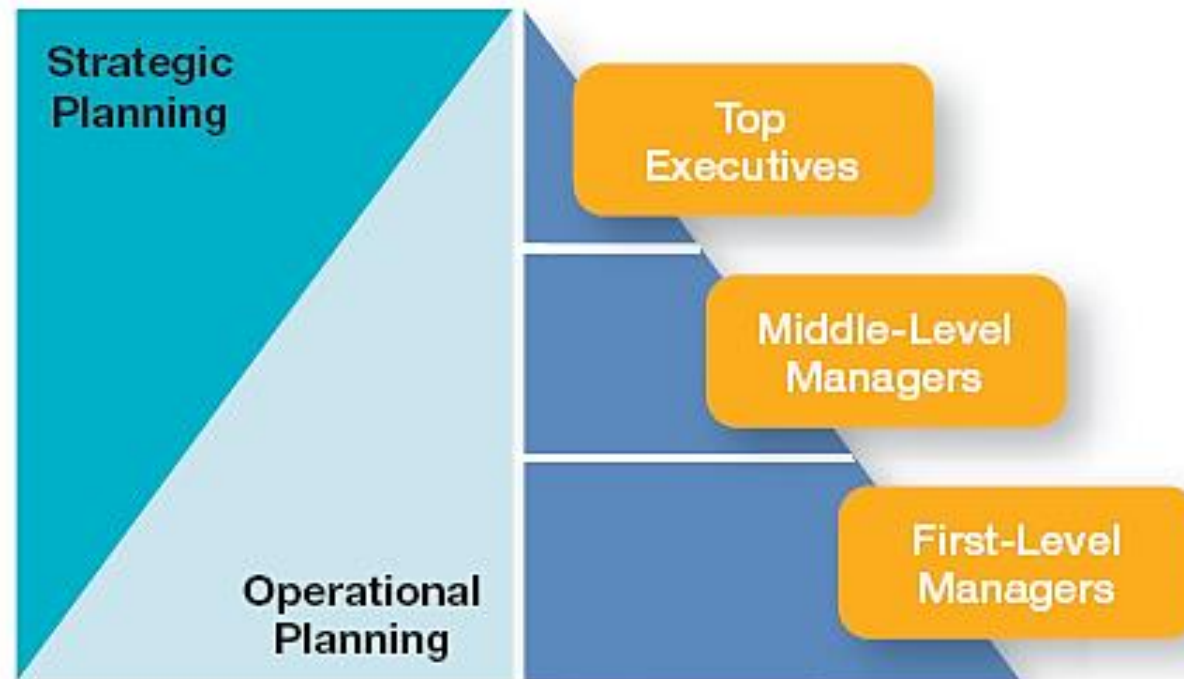 Strategic
Planning
Top
Executives
Middle-Level
Managers
First-Level
Managers
Operational
Planning